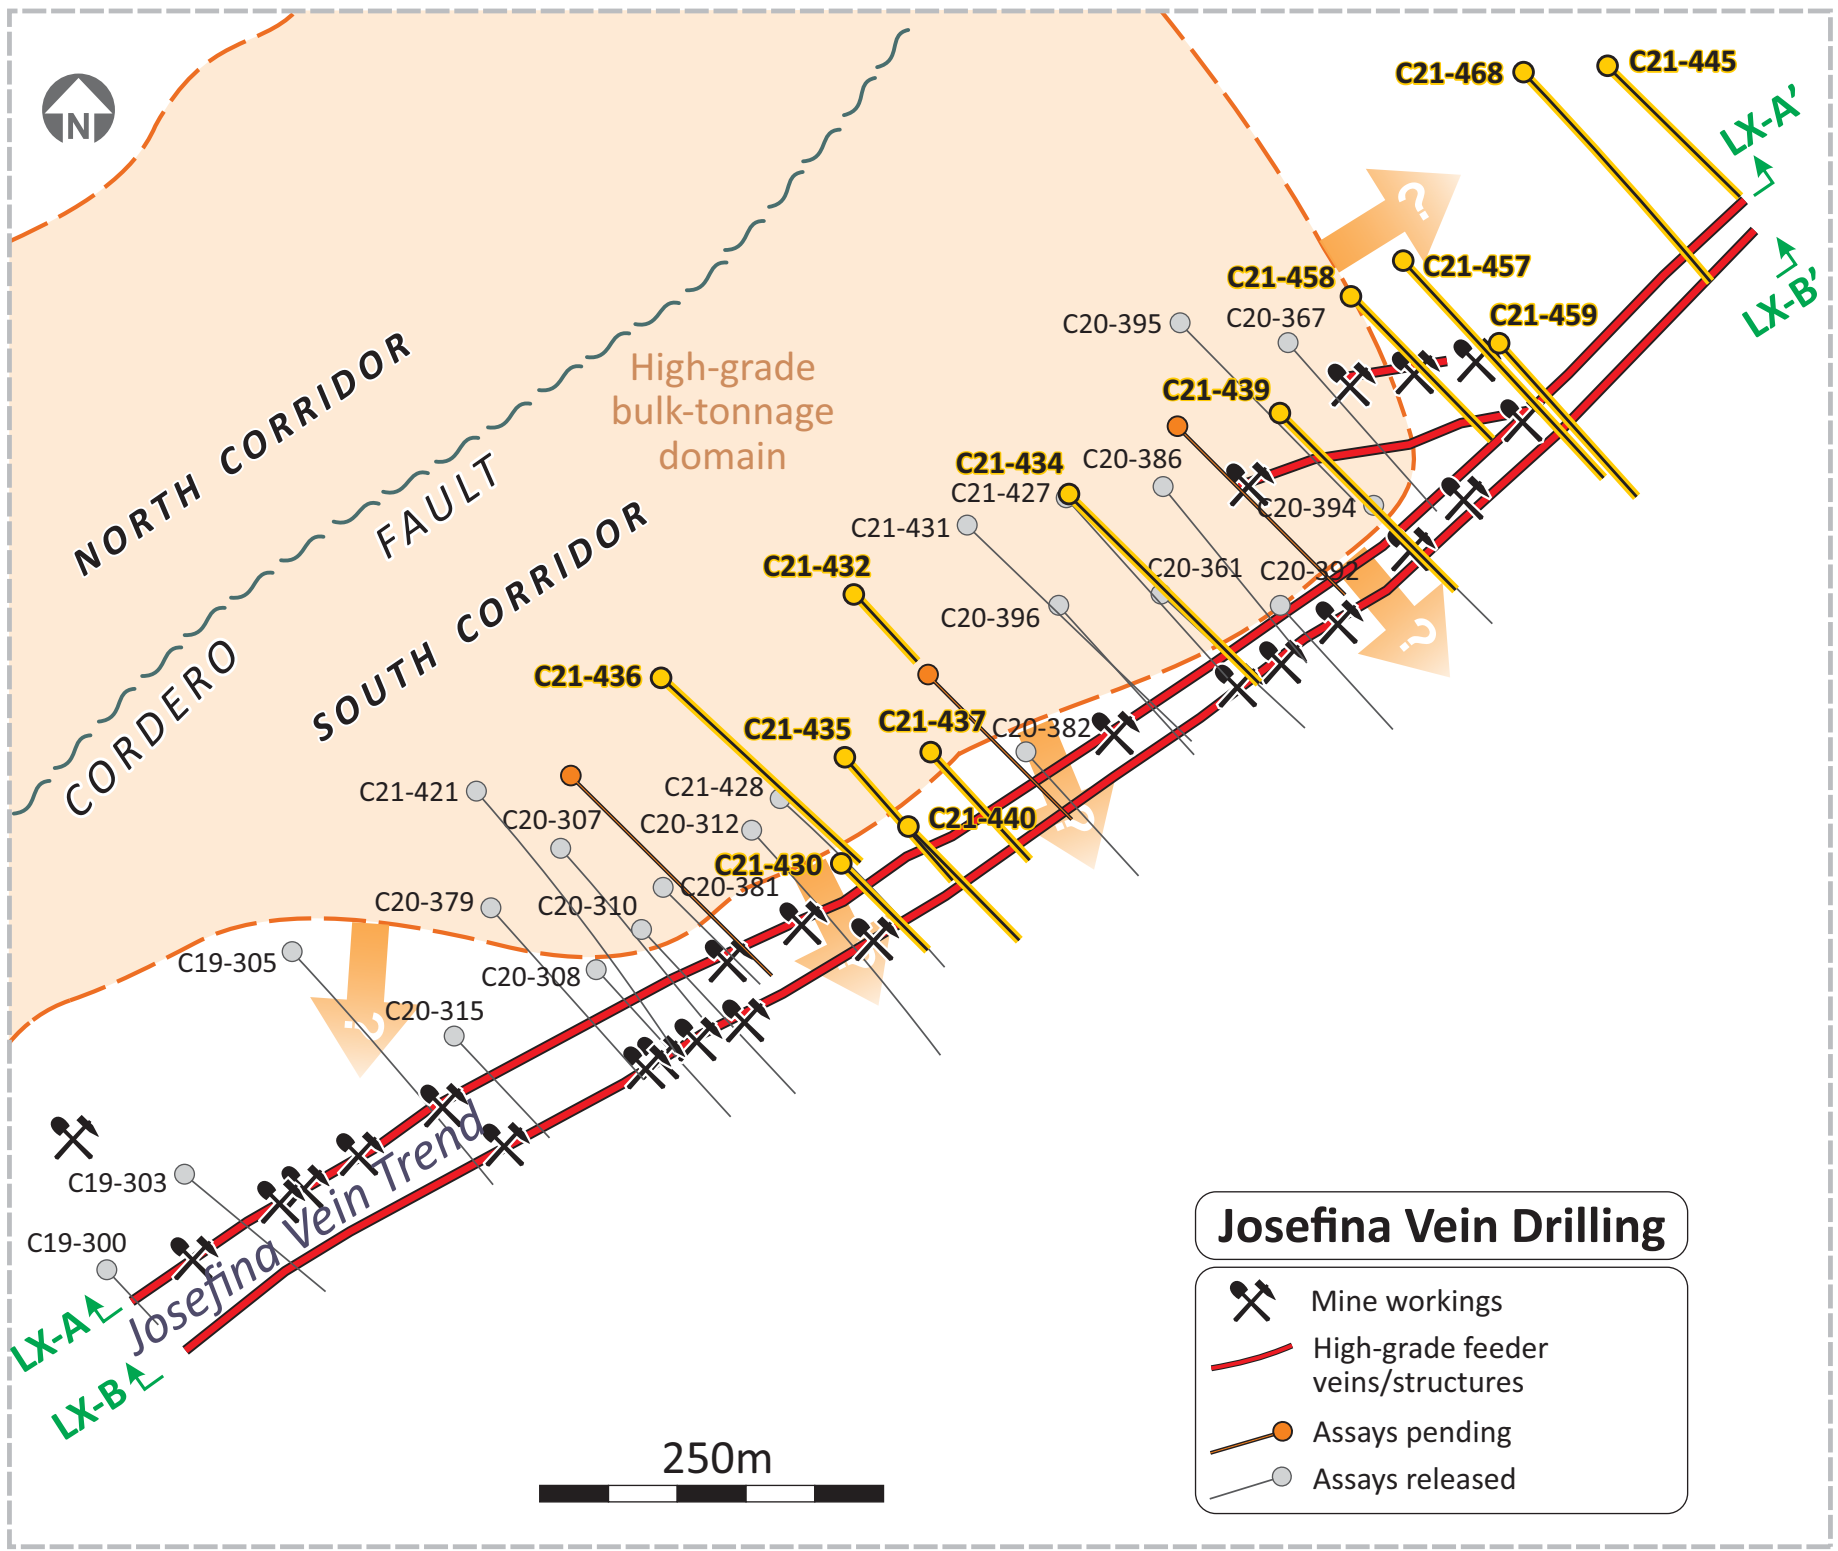 N
C21-468
C21-445
LX-A'
LX-B'
C21-458
C21-457
C21-459
C20-395
C20-367
?
NORTH CORRIDOR
CORDERO FAULT
SOUTH CORRIDOR
High-grade
bulk-tonnage
domain
C21-439
C21-434
C21-427
C20-386
C20-394
C21-431
C20-361
C20-392
C21-432
C20-396
?
C21-436
C21-435
C21-437
C20-382
?
C21-421
C21-428
C20-307
C20-312
C21-440
C21-430
C20-381
C20-379
C20-310
?
C19-305
C20-308
C20-315
?
C19-303
C19-300
Josefina Vein Trend
LX-A
LX-B
250m
Josefina Vein Drilling
Mine workings
High-grade feeder
veins/structures
Assays pending
Assays released